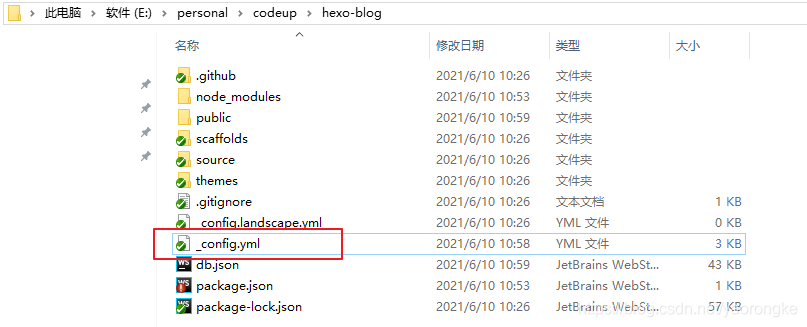 此电脑 > 软件 (E:) > personal > codeup > hexo-blog
名称 修改日期 类型 大小
.github 2021/6/10 10:26 文件夹
node_modules 2021/6/10 10:53 文件夹
public 2021/6/10 10:59 文件夹
scaffolds 2021/6/10 10:26 文件夹
source 2021/6/10 10:26 文件夹
themes 2021/6/10 10:26 文件夹
.gitignore 2021/6/10 10:26 文本文档 1 KB
_config.landscape.yml 2021/6/10 10:26 YML 文件 0 KB
_config.yml 2021/6/10 10:58 YML 文件 3 KB
db.json 2021/6/10 10:59 JetBrains WebSt... 43 KB
package.json 2021/6/10 10:53 JetBrains WebSt... 1 KB
package-lock.json 2021/6/10 10:26 JetBrains WebSt... 57 KB